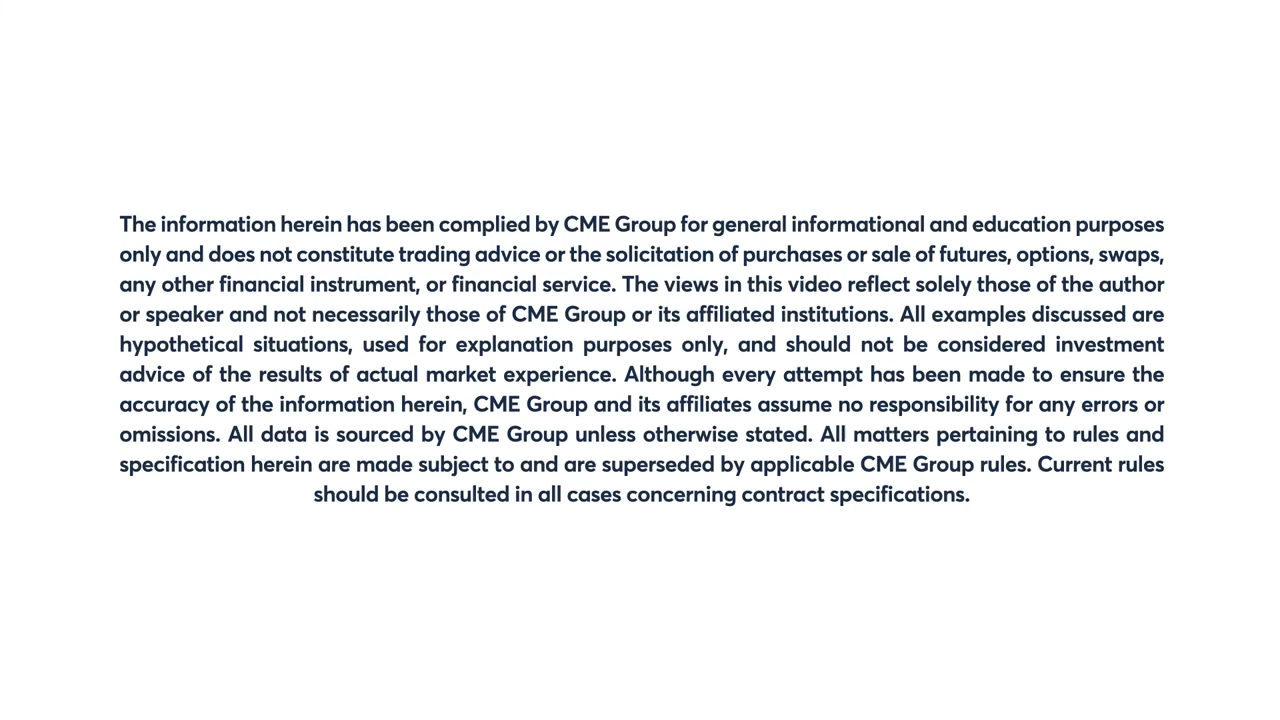 The information herein has been complied by CME Group for general informational and education purposes
only and does not constitute trading advice or the solicitation of purchases or sale of futures, options, swaps,
any other financial instrument, or financial service. The views in this video reflect solely those of the author
or speaker and not necessarily those of CME Group or its affiliated institutions. All examples discussed are
hypothetical situations, used for explanation purposes only, and should not be considered investment
advice of the results of actual market experience. Although every attempt has been made to ensure the
accuracy of the information herein, CME Group and its affiliates assume no responsibility for any errors or
omissions. All data is sourced by CME Group unless otherwise stated. All matters pertaining to rules and
specification herein are made subject to and are superseded by applicable CME Group rules. Current rules
should be consulted in all cases concerning contract specifications.